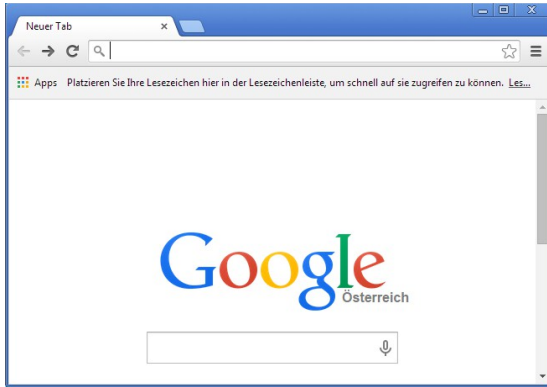 Neuer Tab
Apps Platzieren Sie Ihre Lesezeichen hier in der Lesezeichenleiste, um schnell auf sie zugreifen zu können. Les...
Google
Österreich